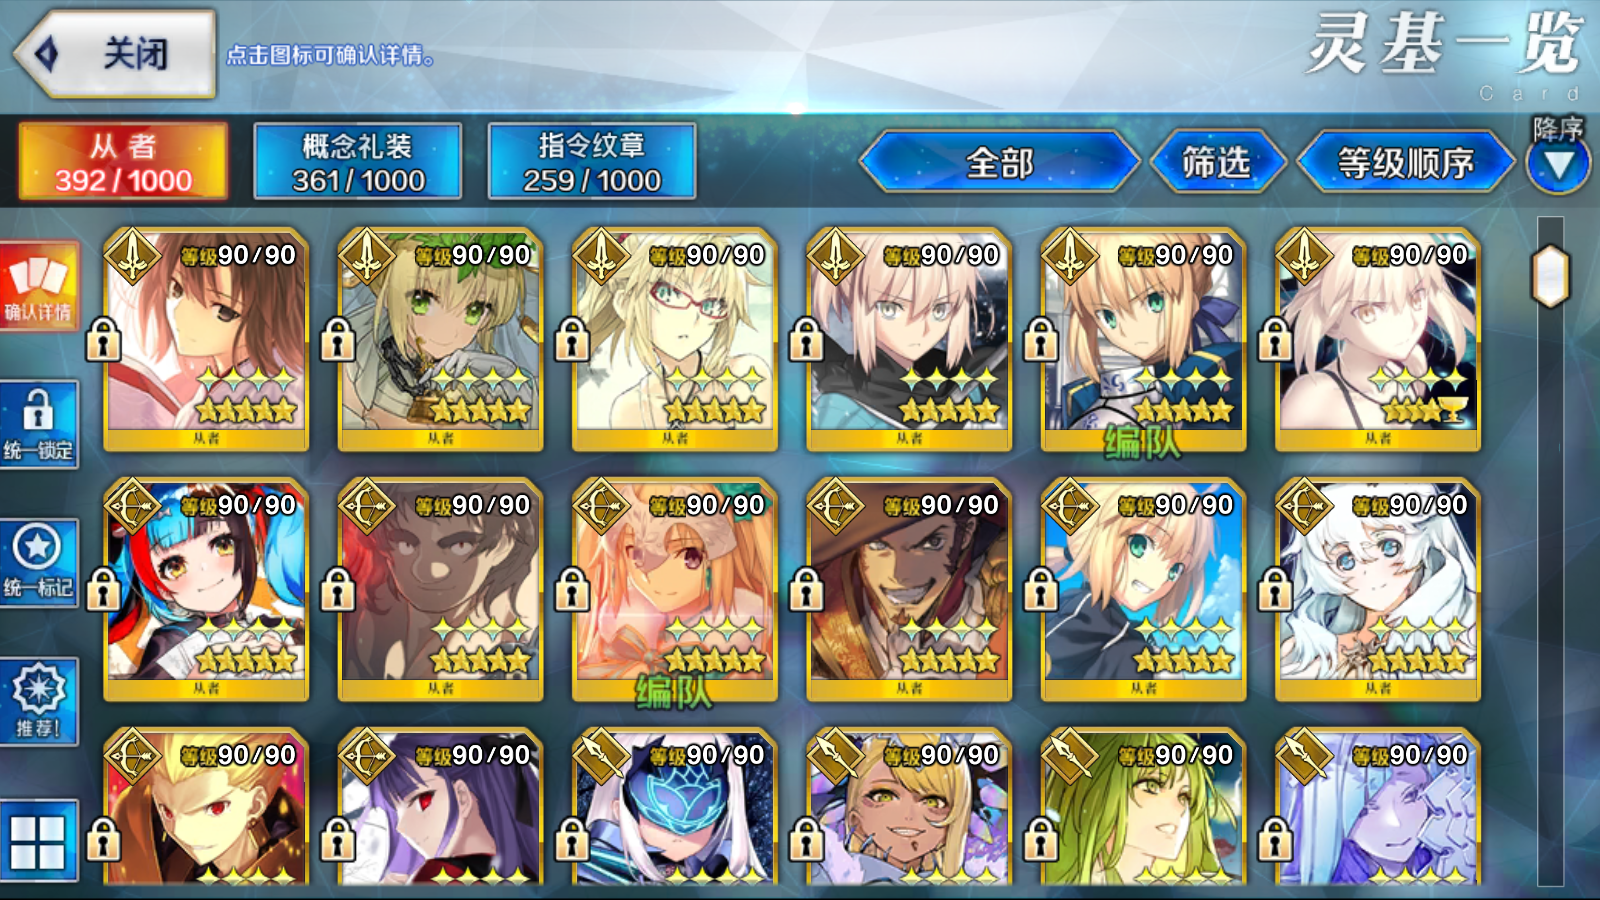 关闭
点击图标可确认详情。
灵基一览
Card
从者
392/1000
概念礼装
361/1000
指令纹章
259/1000
全部
筛选
等级顺序
降序
确认详情
统一锁定
统一标记
推荐!
等级90/90
等级90/90
等级90/90
等级90/90
等级90/90
等级90/90
从者
从者
从者
从者
编队
从者
等级90/90
等级90/90
等级90/90
等级90/90
等级90/90
等级90/90
从者
从者
编队
从者
从者
从者
等级90/90
等级90/90
等级90/90
等级90/90
等级90/90
等级90/90